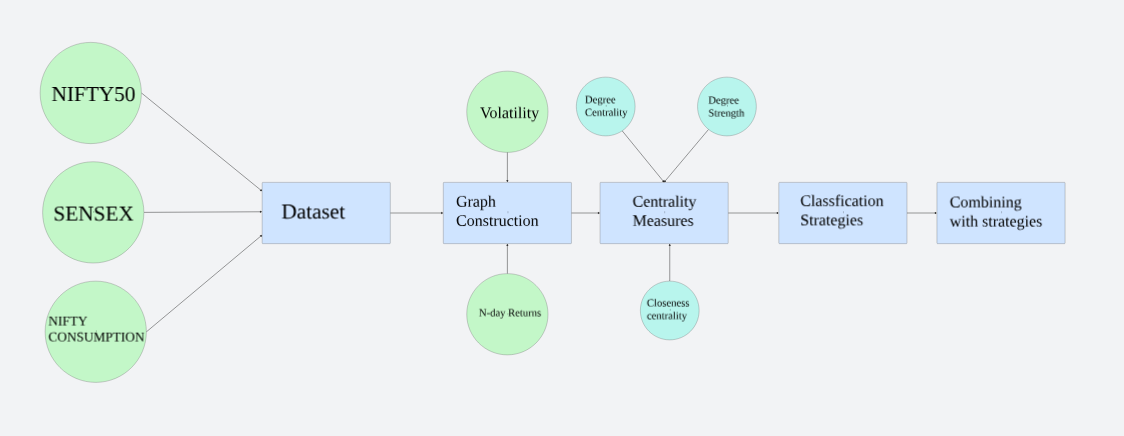 NIFTY50
SENSEX
NIFTY
CONSUMPTION
Dataset
Volatility
Graph
Construction
N-day Returns
Degree
Centrality
Degree
Strength
Centrality
Measures
Closeness
centrality
Classfication
Strategies
Combining
with strategies